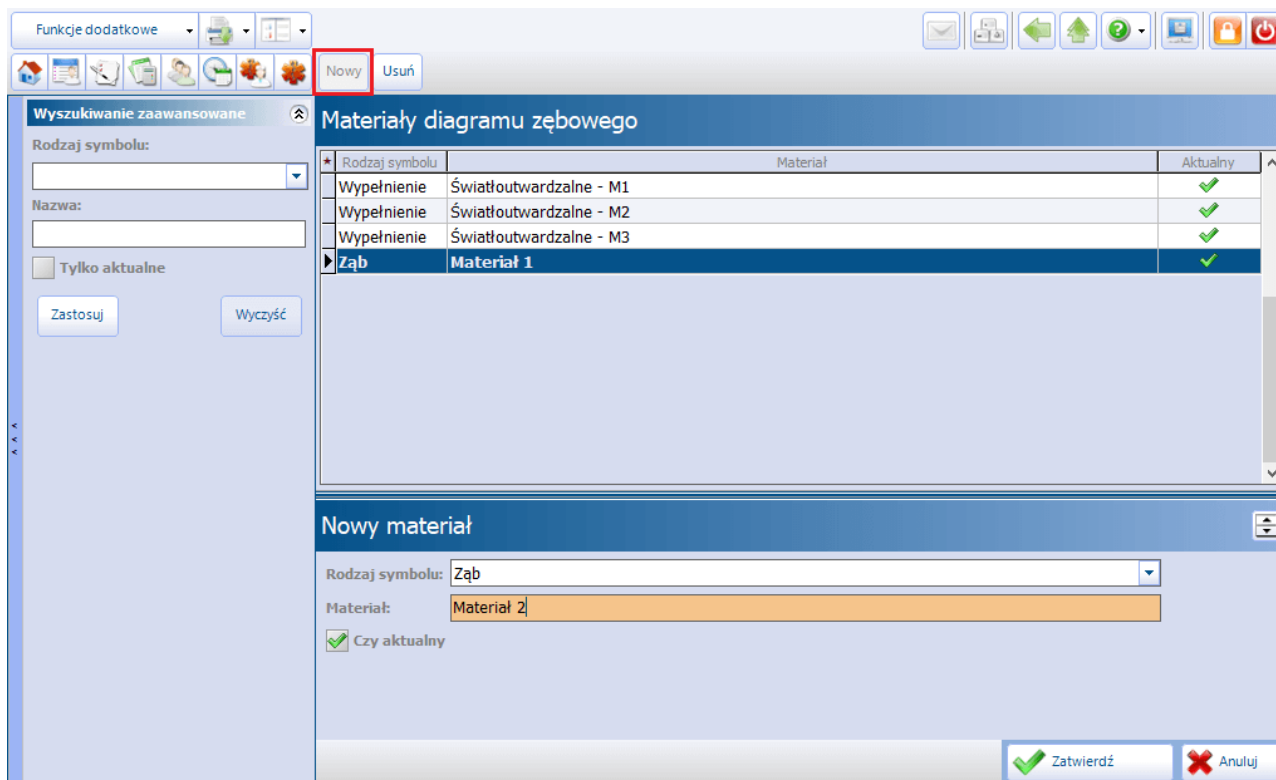 Funkcje dodatkowe
Nowy Usuń
Wyszukiwanie zaawansowane
Rodzaj symbolu:
Nazwa:
Tylko aktualne
Zastosuj Wyczyść
Materiały diagramu zębowego
Rodzaj symbolu Materiał Aktualny
Wypełnienie Światłoutwardzalne - M1
Wypełnienie Światłoutwardzalne - M2
Wypełnienie Światłoutwardzalne - M3
Ząb Materiał 1
Nowy materiał
Rodzaj symbolu: Ząb
Materiał: Materiał 2
Czy aktualny
Zatwierdź Anuluj